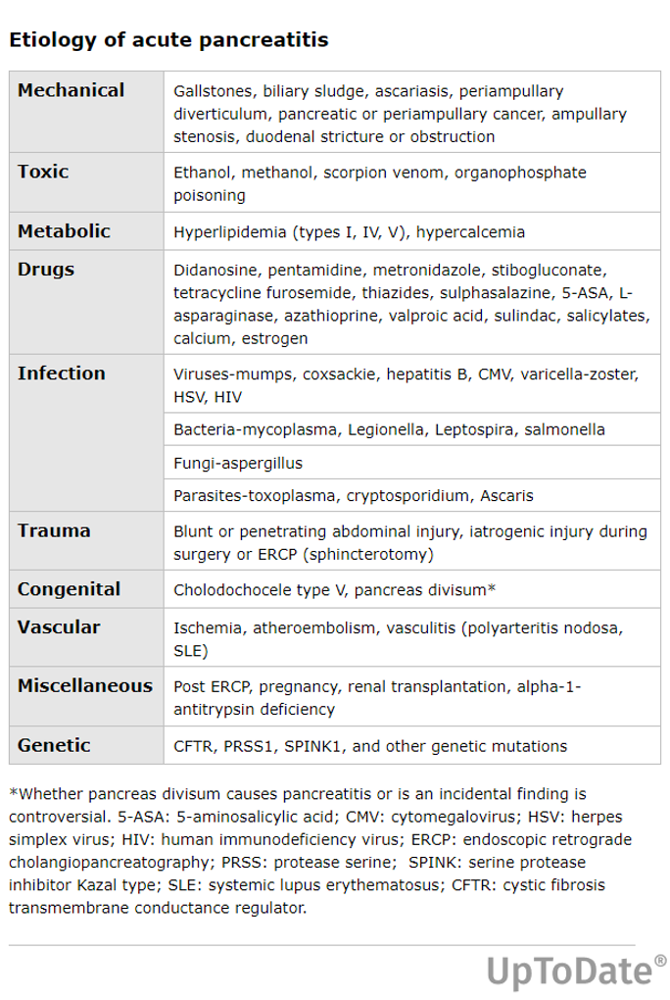 Etiology of acute pancreatitis
Mechanical
Gallstones, biliary sludge, ascariasis, periampullary
diverticulum, pancreatic or periampullary cancer, ampullary
stenosis, duodenal stricture or obstruction
Toxic
Ethanol, methanol, scorpion venom, organophosphate
poisoning
Metabolic
Hyperlipidemia (types I, IV, V), hypercalcemia
Drugs
Didanosine, pentamidine, metronidazole, stibogluconate,
tetracycline furosemide, thiazides, sulphasalazine, 5-ASA, L-
asparaginase, azathioprine, valproic acid, sulindac, salicylates,
calcium, estrogen
Infection
Viruses-mumps, coxsackie, hepatitis B, CMV, varicella-zoster,
HSV, HIV
Bacteria-mycoplasma, Legionella, Leptospira, salmonella
Fungi-aspergillus
Parasites-toxoplasma, cryptosporidium, Ascaris
Trauma
Blunt or penetrating abdominal injury, iatrogenic injury during
surgery or ERCP (sphincterotomy)
Congenital
Cholodochocele type V, pancreas divisum*
Vascular
Ischemia, atheroembolism, vasculitis (polyarteritis nodosa,
SLE)
Miscellaneous
Post ERCP, pregnancy, renal transplantation, alpha-1-
antitrypsin deficiency
Genetic
CFTR, PRSS1, SPINK1, and other genetic mutations
*Whether pancreas divisum causes pancreatitis or is an incidental finding is
controversial. 5-ASA: 5-aminosalicylic acid; CMV: cytomegalovirus; HSV: herpes
simplex virus; HIV: human immunodeficiency virus; ERCP: endoscopic retrograde
cholangiopancreatography; PRSS: protease serine;  SPINK: serine protease
inhibitor Kazal type; SLE: systemic lupus erythematosus; CFTR: cystic fibrosis
transmembrane conductance regulator.
UpToDate®